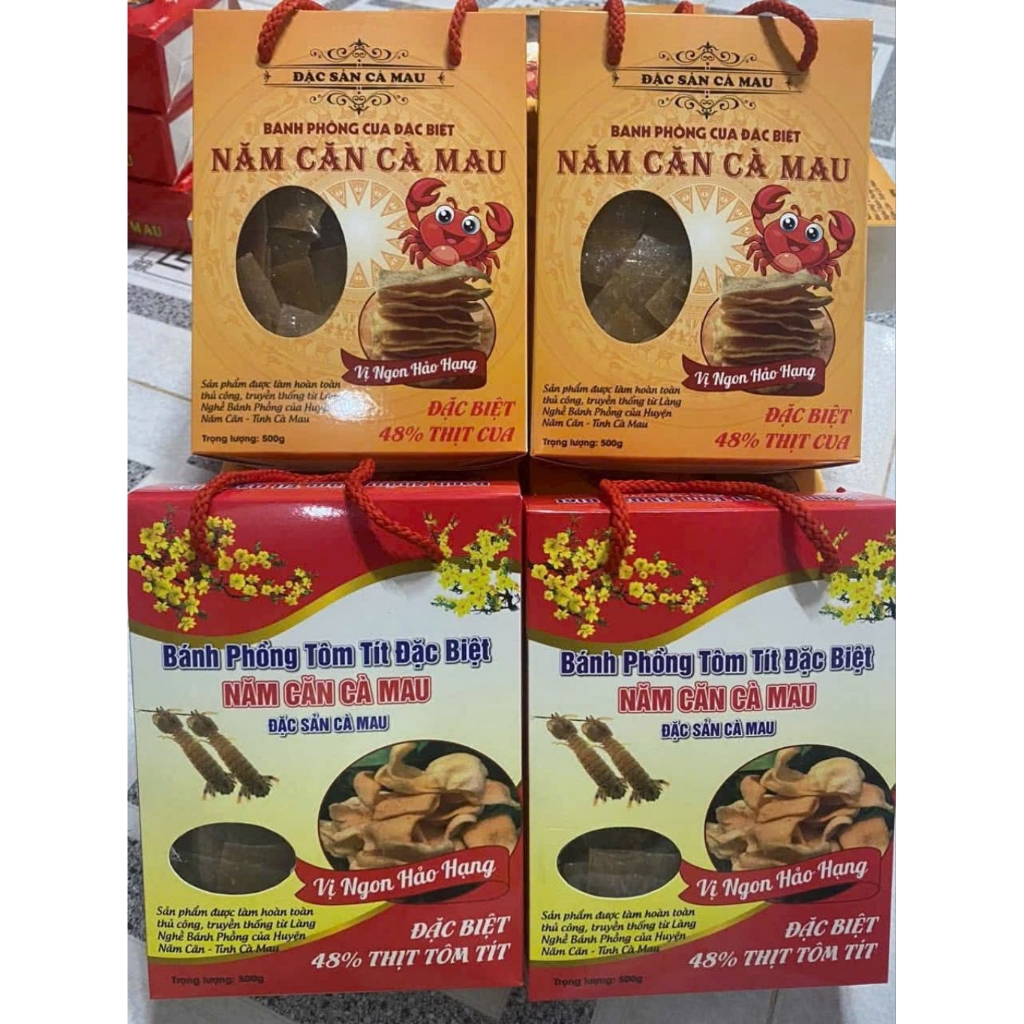 MAU
ĐẶC SẢN CÀ MAU
BÁNH PHỒNG CUA ĐẶC BIỆT
NĂM CĂN CÀ MAU
Vị Ngon Hảo Hạng
Sản phẩm được làm hoàn toàn
thủ công, truyền thống từ Làng
Nghề Bánh Phồng của Huyện
Năm Căn - Tỉnh Cà Mau
Trọng lượng: 500g
ĐẶC BIỆT
48% THỊT CUA
ĐẶC SẢN CÀ MAU
BÁNH PHỒNG CUA ĐẶC BIỆT
NĂM CĂN CÀ MAU
Vị Ngon Hảo Hạng
Sản phẩm được làm hoàn toàn
thủ công, truyền thống từ Làng
Nghề Bánh Phồng của Huyện
Năm Căn - Tỉnh Cà Mau
Trọng lượng: 500g
ĐẶC BIỆT
48% THỊT CUA
Bánh Phồng Tôm Tít Đặc Biệt
NĂM CĂN CÀ MAU
ĐẶC SẢN CÀ MAU
Vị Ngon Hảo Hạng
Sản phẩm được làm hoàn toàn
thủ công, truyền thống từ Làng
Nghề Bánh Phồng của Huyện
Năm Căn - Tỉnh Cà Mau
Trọng lượng: 500g
ĐẶC BIỆT
48% THỊT TÔM TÍT
Bánh Phồng Tôm Tít Đặc Biệt
NĂM CĂN CÀ MAU
ĐẶC SẢN CÀ MAU
Vị Ngon Hảo Hạng
Sản phẩm được làm hoàn toàn
thủ công, truyền thống từ Làng
Nghề Bánh Phồng của Huyện
Năm Căn - Tỉnh Cà Mau
Trọng lượng: 500g
ĐẶC BIỆT
48% THỊT TÔM TÍT